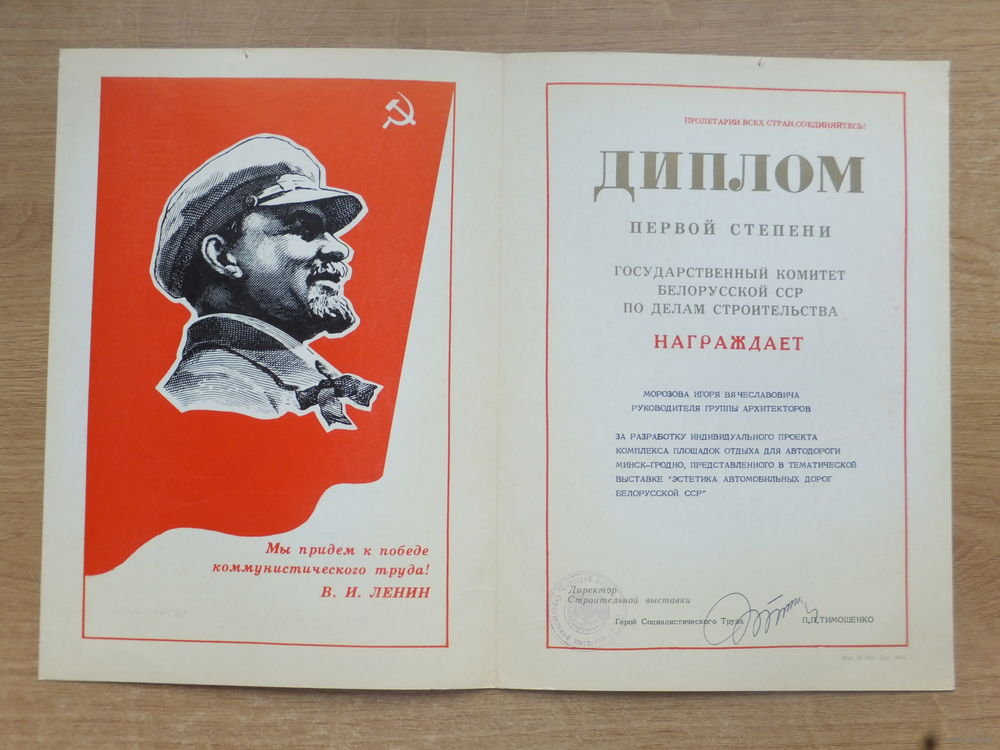 Мы придем к победе
коммунистического труда!
В. И. ЛЕНИН
ПРОЛЕТАРИИ ВСЕХ СТРАН, СОЕДИНЯЙТЕСЬ!
ДИПЛОМ
ПЕРВОЙ СТЕПЕНИ
ГОСУДАРСТВЕННЫЙ КОМИТЕТ
БЕЛОРУССКОЙ ССР
ПО ДЕЛАМ СТРОИТЕЛЬСТВА
НАГРАЖДАЕТ
МОРОЗОВА ИГОРЯ ВЯЧЕСЛАВОВИЧА
РУКОВОДИТЕЛЯ ГРУППЫ АРХИТЕКТОРОВ
ЗА РАЗРАБОТКУ ИНДИВИДУАЛЬНОГО ПРОЕКТА
КОМПЛЕКСА ПЛОЩАДОК ОТДЫХА ДЛЯ АВТОДОРОГИ
МИНСК-ГРОДНО, ПРЕДСТАВЛЕННОГО В ТЕМАТИЧЕСКОЙ
ВЫСТАВКЕ "ЭСТЕТИКА АВТОМОБИЛЬНЫХ ДОРОГ
БЕЛОРУССКОЙ ССР"
Директор
Строительной выставки
Герой Социалистического Труда П.П.ТИМОШЕНКО